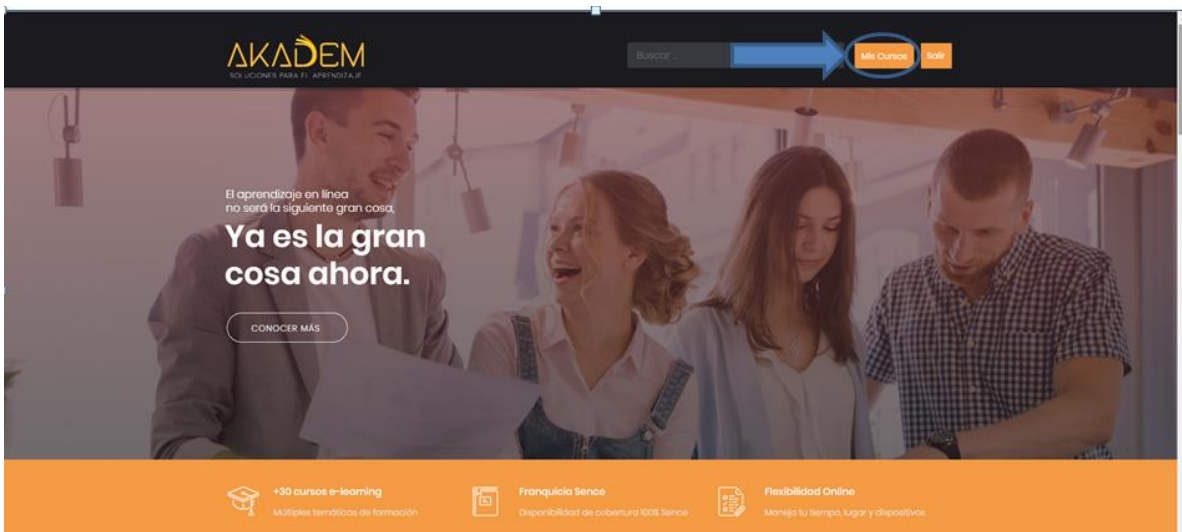 AKADEM
SOLUCIONES PARA EL APRENDIZAJE
Buscar ...
Mis Cursos
Salir
El aprendizaje en línea
no será la siguiente gran cosa,
Ya es la gran
cosa ahora.
CONOCER MÁS
+30 cursos e-learning
Múltiples temáticas de formación
Franquicia Sence
Disponibilidad de cobertura 100% Sence
Flexibilidad Online
Maneja tu tiempo, lugar y dispositivos